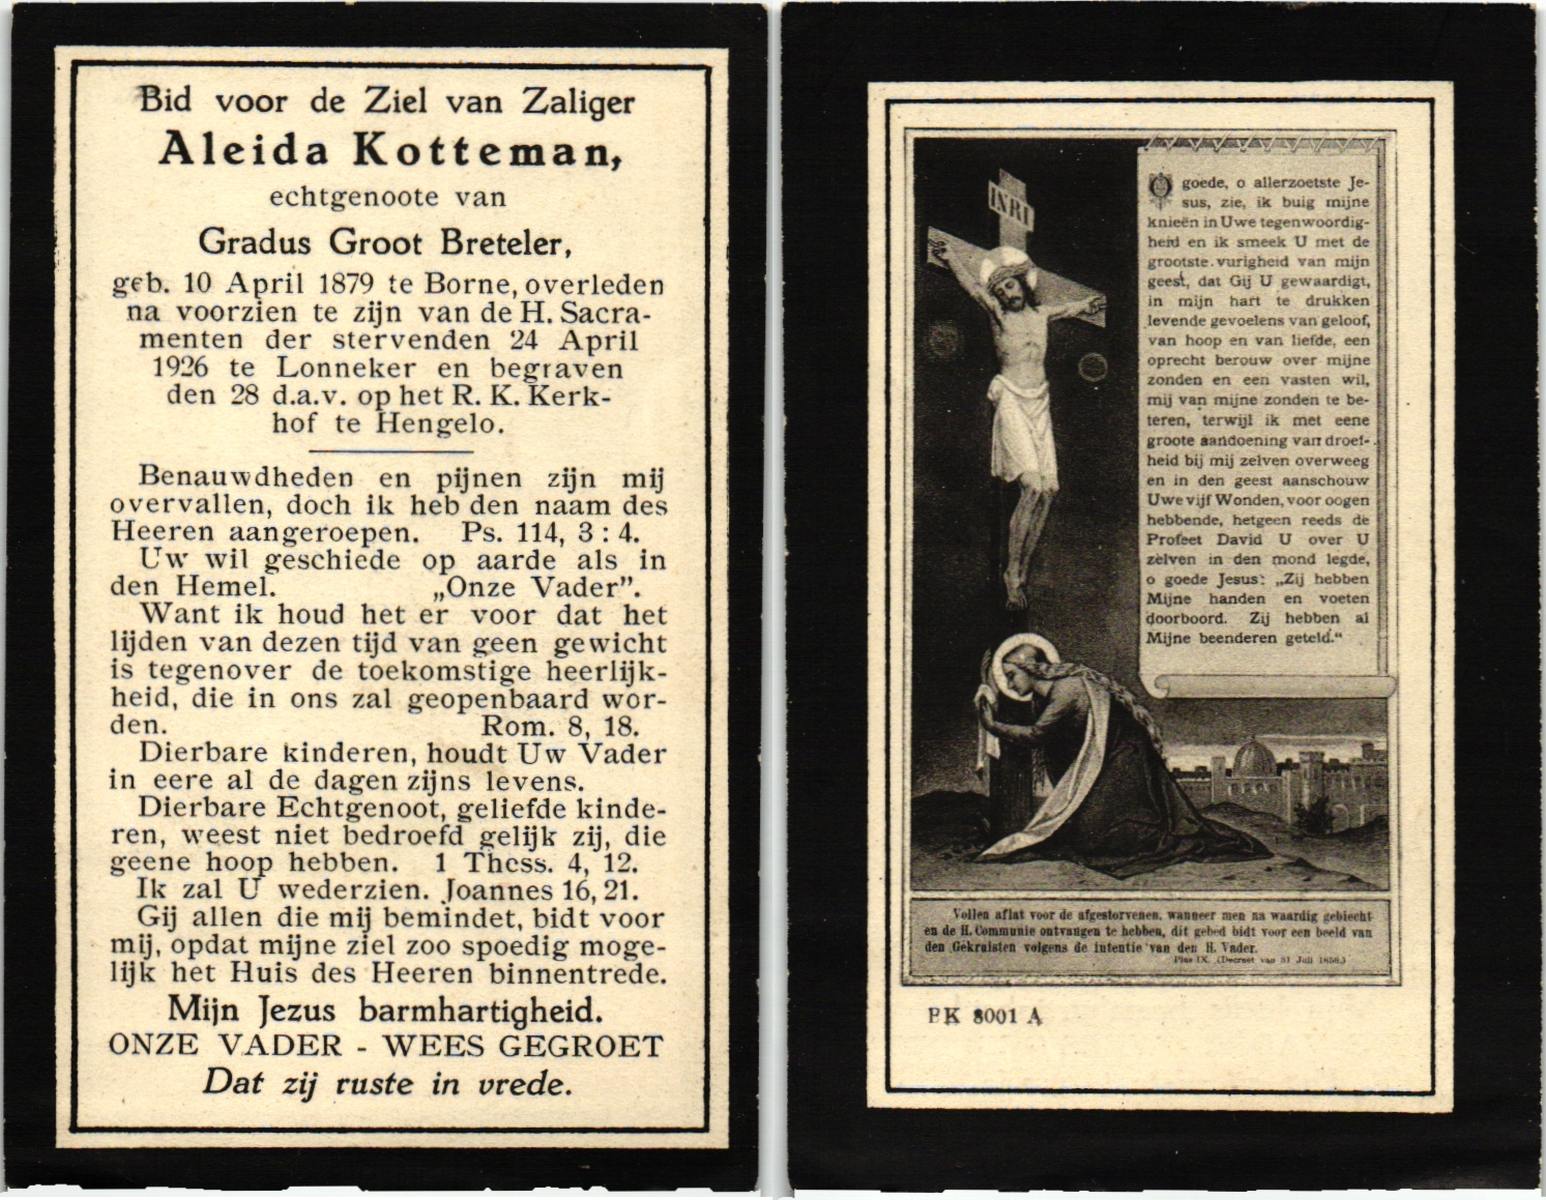 Bid voor de Ziel van Zaliger
Aleida Kotteman,
echtgenoote van
Gradus Groot Breteler,
geb. 10 April 1879 te Borne, overleden
na voorzien te zijn van de H. Sacra-
menten der stervenden 24 April
1926 te Lonneker en begraven
den 28 d.a.v. op het R. K. Kerk-
hof te Hengelo.
Benauwdheden en pijnen zijn mij
overvallen, doch ik heb den naam des
Heeren aangeroepen. Ps. 114, 3 : 4.
Uw wil geschiede op aarde als in
den Hemel. „Onze Vader”.
Want ik houd het er voor dat het
lijden van dezen tijd van geen gewicht
is tegenover de toekomstige heerlijk-
heid, die in ons zal geopenbaard wor-
den. Rom. 8, 18.
Dierbare kinderen, houdt Uw Vader
in eere al de dagen zijns levens.
Dierbare Echtgenoot, geliefde kinde-
ren, weest niet bedroefd gelijk zij, die
geene hoop hebben. 1 Thess. 4, 12.
Ik zal U wederzien. Joannes 16, 21.
Gij allen die mij bemindet, bidt voor
mij, opdat mijne ziel zoo spoedig moge-
lijk het Huis des Heeren binnentrede.
Mijn Jezus barmhartigheid.
ONZE VADER - WEES GEGROET
Dat zij ruste in vrede.
INRI
O goede, o allerzoetste Je-
sus, zie, ik buig mijne
knieën in Uwe tegenwoordig-
heid en ik smeek U met de
grootste vurigheid van mijn
geest, dat Gij U gewaardigt,
in mijn hart te drukken
levende gevoelens van geloof,
van hoop en van liefde, een
oprecht berouw over mijne
zonden en een vasten wil,
mij van mijne zonden te be-
teren, terwijl ik met eene
groote aandoening van droef-
heid bij mij zelven overweeg
en in den geest aanschouw
Uwe vijf Wonden, voor oogen
hebbende, hetgeen reeds de
Profeet David U over U
zelven in den mond legde,
o goede Jesus: „Zij hebben
Mijne handen en voeten
doorboord. Zij hebben al
Mijne beenderen geteld.“
Vollen aflat voor de afgestorvenen, wanneer men na waardig gebiecht
en de H. Communie ontvangen te hebben, dit gebed bidt voor een beeld van
den Gekruisten volgens de intentie van den H. Vader.
Pius IX. (Decreet van 31 Juli 1858.)
BK 8001 A